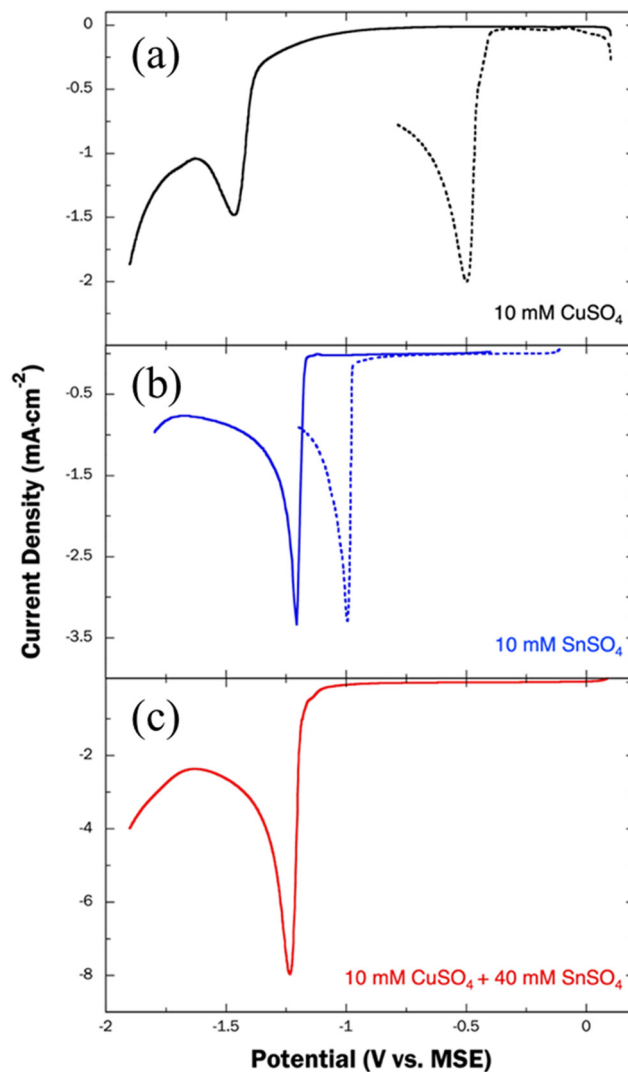 0
(a)
-0.5
-1
-1.5
-2
10 mM CuSO₄
(b)
-0.5
-1.5
-2.5
-3.5
10 mM SnSO₄
(c)
-2
-4
-6
-8
10 mM CuSO₄ + 40 mM SnSO₄
Current Density (mA·cm⁻²)
-2 -1.5 -1 -0.5 0
Potential (V vs. MSE)